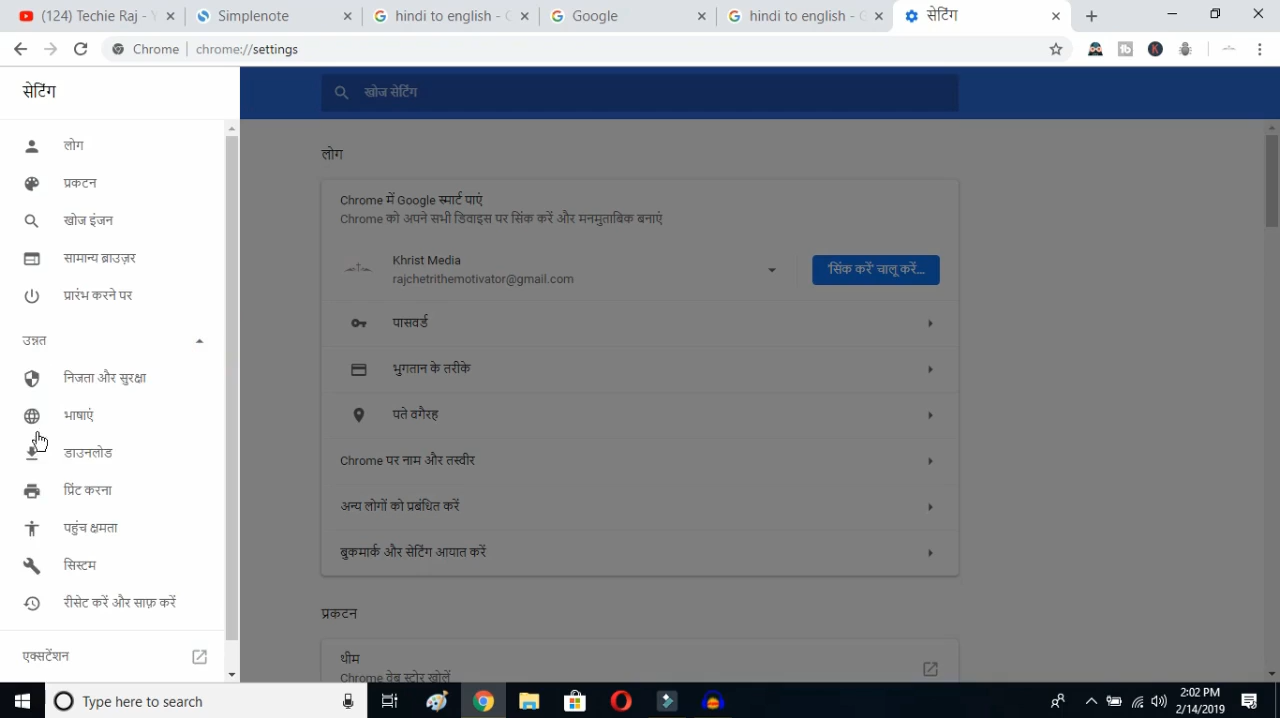 (124) Techie Raj - Y
Simplenote
hindi to english - G
Google
hindi to english - G
सेटिंग
Chrome
chrome://settings
सेटिंग
लोग
प्रकटन
खोज इंजन
सामान्य ब्राउज़र
प्रारंभ करने पर
उन्नत
निजता और सुरक्षा
भाषाएं
डाउनलोड
प्रिंट करना
पहुंच क्षमता
सिस्टम
रीसेट करें और साफ़ करें
एक्सटेंशन
खोज सेटिंग
लोग
Chrome में Google स्मार्ट पाएं
Chrome को अपने सभी डिवाइस पर सिंक करें और मनमुताबिक बनाएं
Khrist Media
rajchetrithemotivator@gmail.com
'सिंक करें' चालू करें...
पासवर्ड
भुगतान के तरीके
पते वगैरह
Chrome पर नाम और तस्वीर
अन्य लोगों को प्रबंधित करें
बुकमार्क और सेटिंग आयात करें
प्रकटन
थीम
Chrome वेब स्टोर खोलें
Type here to search
2:02 PM
2/14/2019